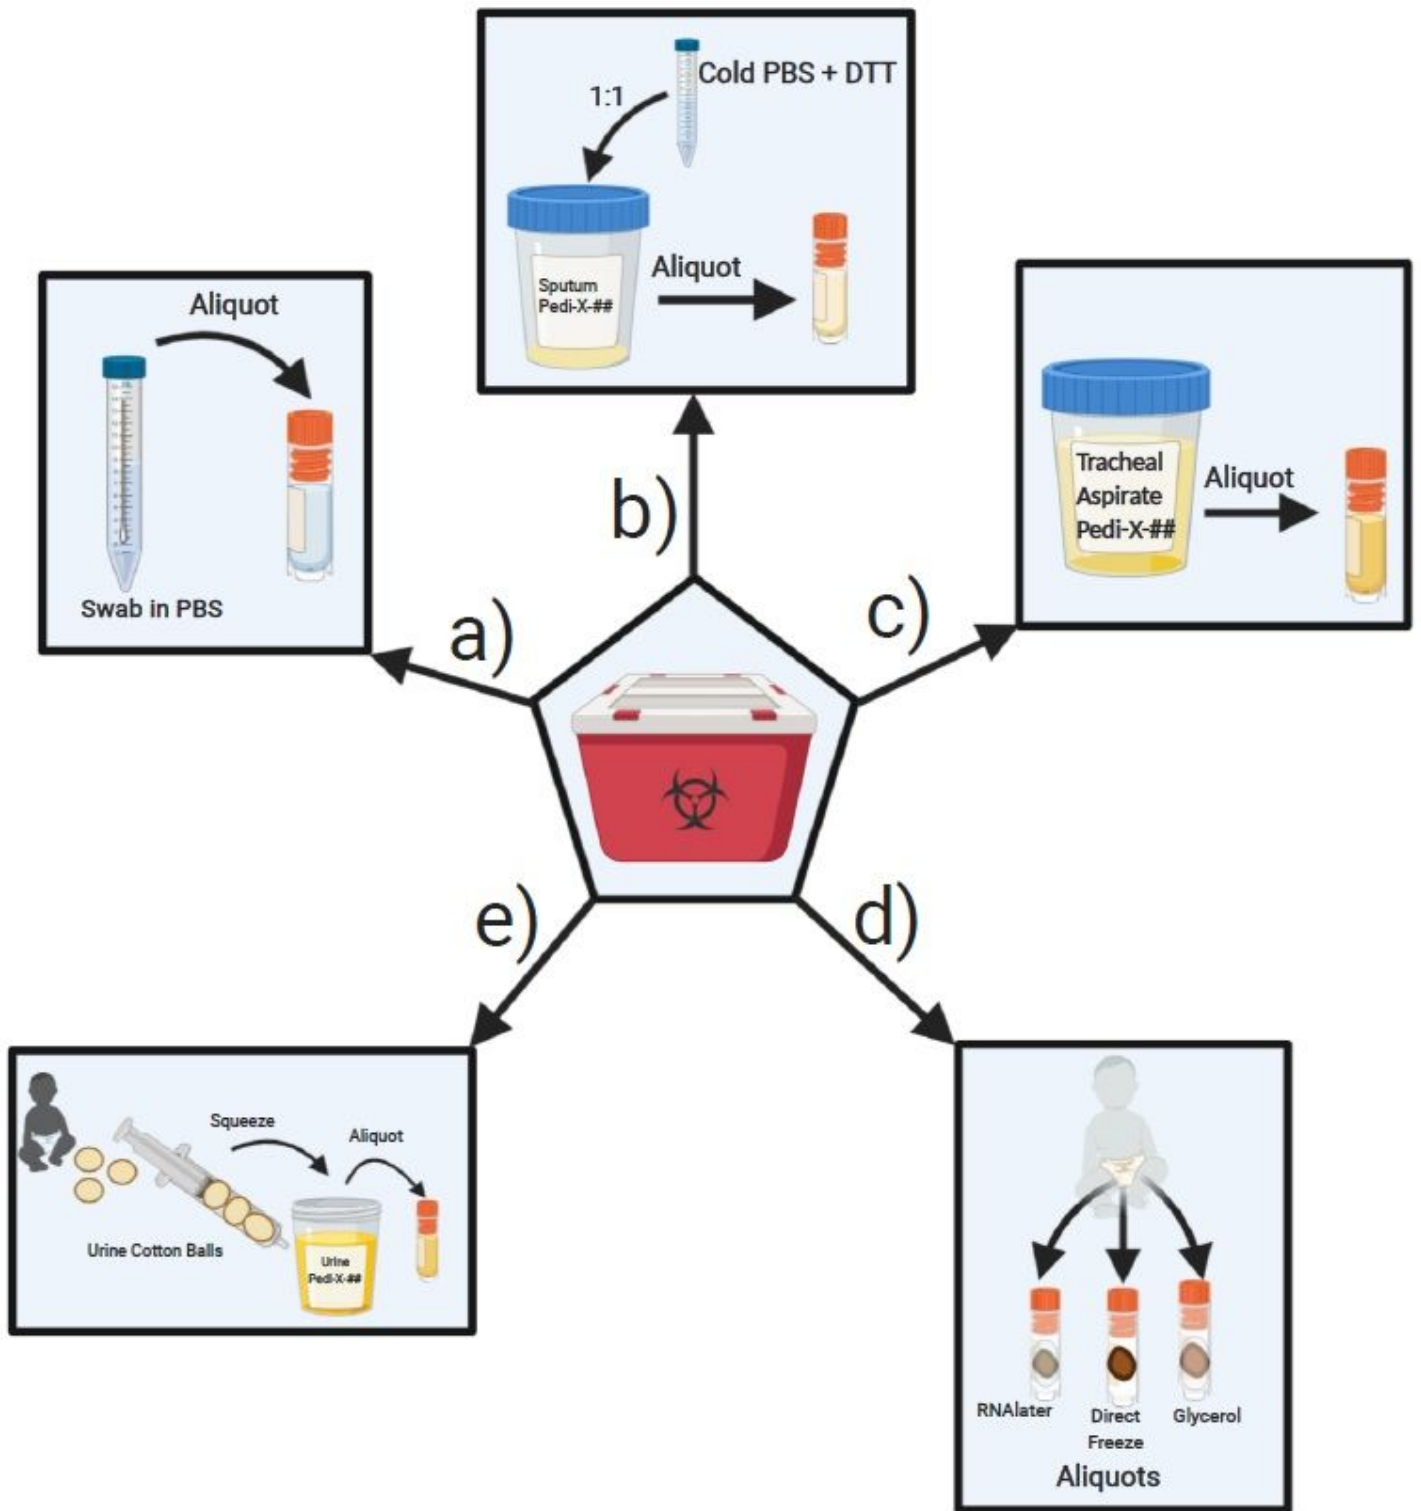 Cold PBS + DTT
1:1
Sputum
Pedi-X-##
Aliquot
Aliquot
Swab in PBS
Tracheal
Aspirate
Pedi-X-##
Aliquot
b)
a)
c)
e)
d)
Squeeze
Aliquot
Urine Cotton Balls
Urine
Pedi-X-##
RNAlater
Direct
Freeze
Glycerol
Aliquots